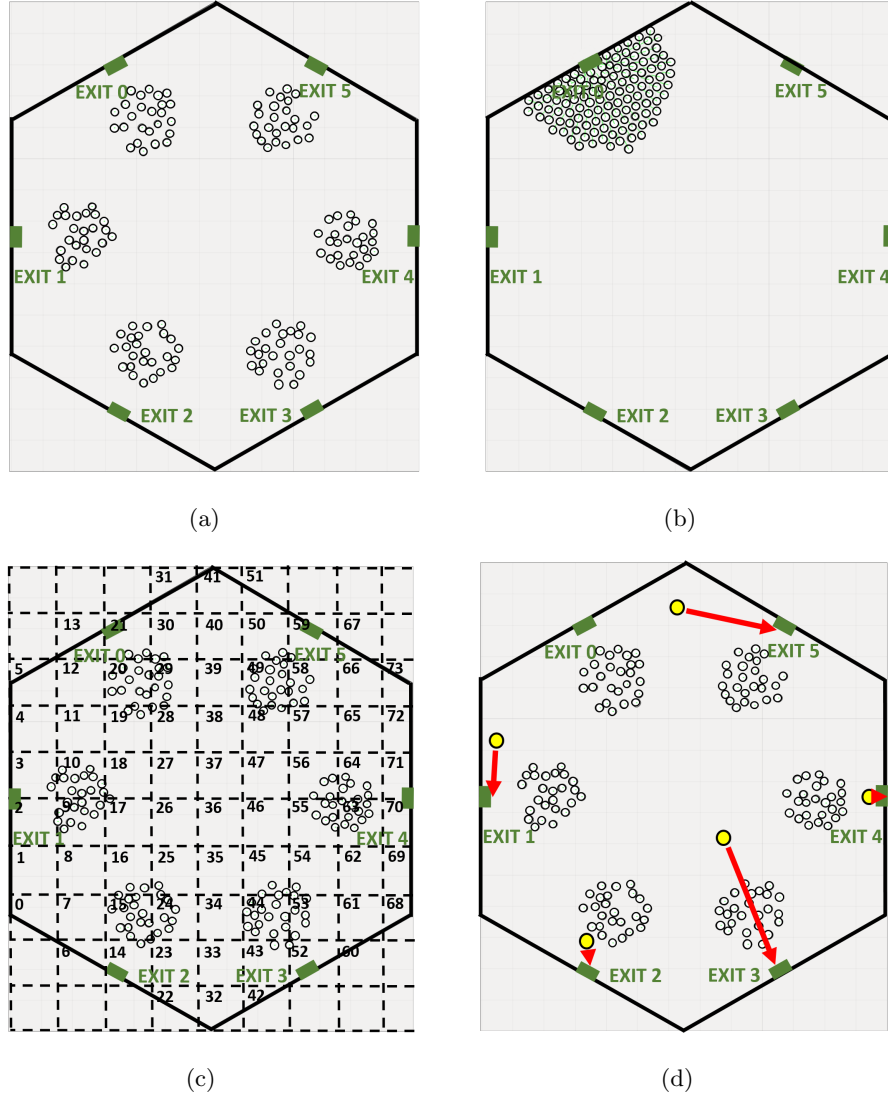 EXIT 0
EXIT 5
EXIT 1
EXIT 4
EXIT 2
EXIT 3
(a)
EXIT 0
EXIT 5
EXIT 1
EXIT 4
EXIT 2
EXIT 3
(b)
31 41 51
13 21 30 40 50 59 67
EXIT 0 EXIT 5
5 12 20 29 39 49 58 66 73
4 11 19 28 38 48 57 65 72
3 10 18 27 37 47 56 64 71
2 9 17 26 36 46 55 63 70
EXIT 1 EXIT 4
1 8 16 25 35 45 54 62 69
0 7 15 24 34 44 53 61 68
6 14 23 33 43 52 60
EXIT 2 EXIT 3
22 32 42
(c)
EXIT 0
EXIT 5
EXIT 1
EXIT 4
EXIT 2
EXIT 3
(d)